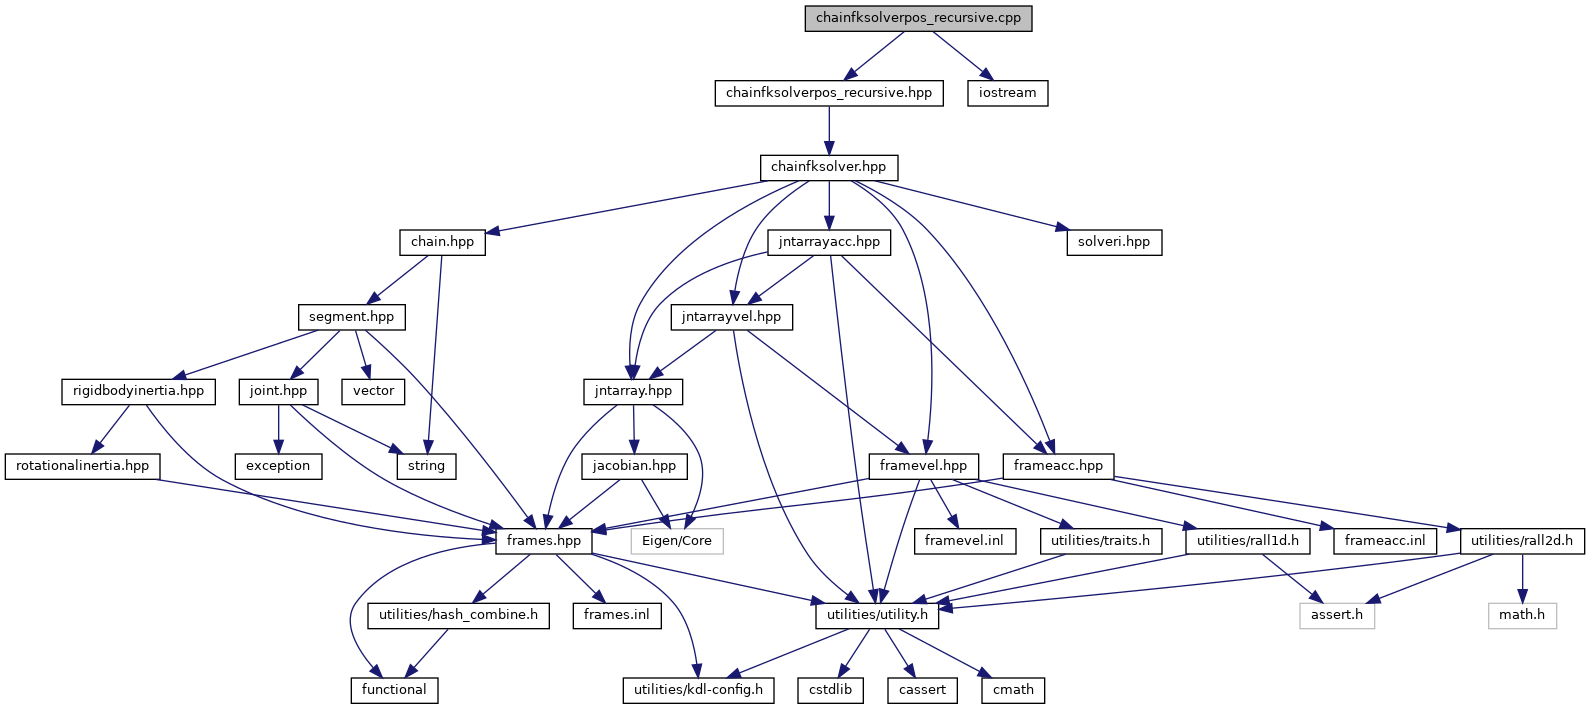 chainfksolverpos_recursive.cpp
chainfksolverpos_recursive.hpp
iostream
chainfksolver.hpp
chain.hpp
jntarrayacc.hpp
solveri.hpp
segment.hpp
jntarrayvel.hpp
rigidbodyinertia.hpp
joint.hpp
vector
jntarray.hpp
rotationalinertia.hpp
exception
string
jacobian.hpp
framevel.hpp
frameacc.hpp
frames.hpp
Eigen/Core
framevel.inl
utilities/traits.h
utilities/rall1d.h
frameacc.inl
utilities/rall2d.h
utilities/hash_combine.h
frames.inl
utilities/utility.h
assert.h
math.h
functional
utilities/kdl-config.h
cstdlib
cassert
cmath